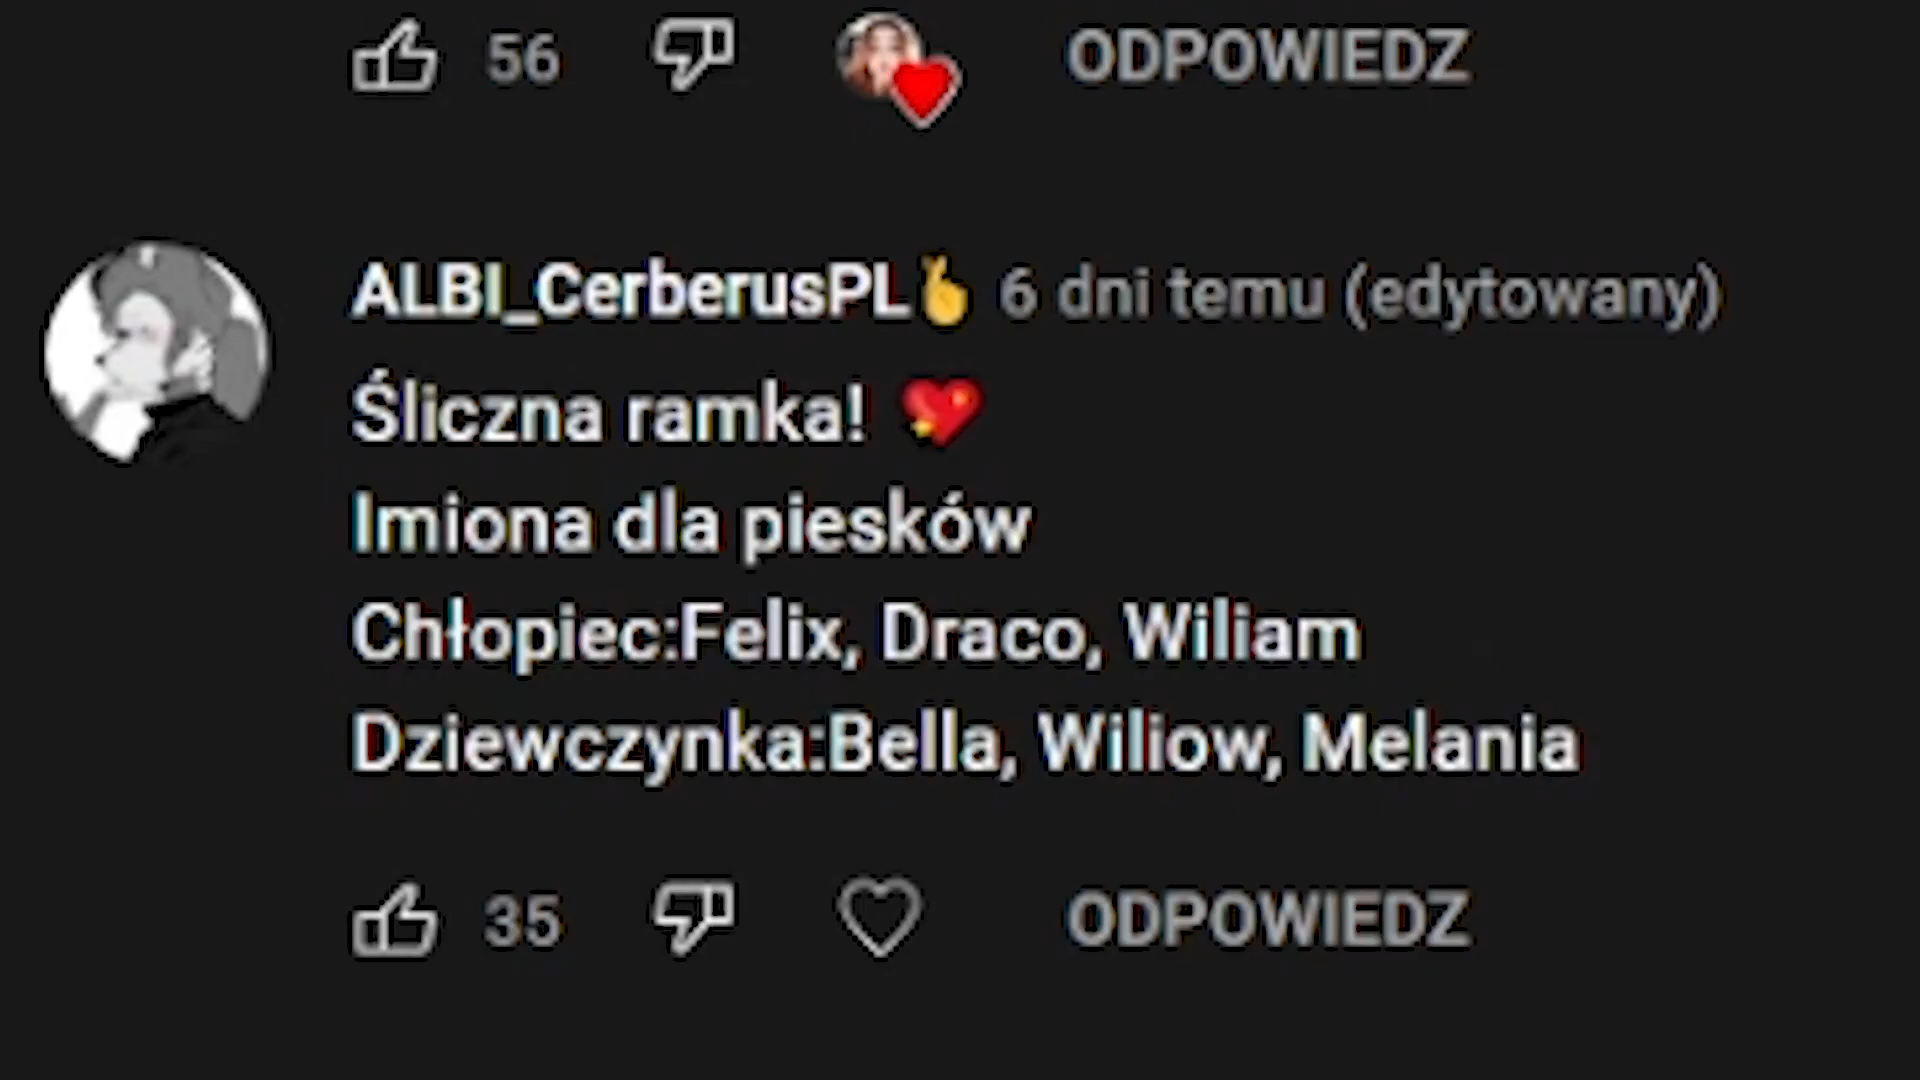 56 ODPOWIEDZ
ALBI_CerberusPL🫰 6 dni temu (edytowany)
Śliczna ramka! 💖
Imiona dla piesków
Chłopiec:Felix, Draco, Wiliam
Dziewczynka:Bella, Wiliow, Melania
35 ODPOWIEDZ